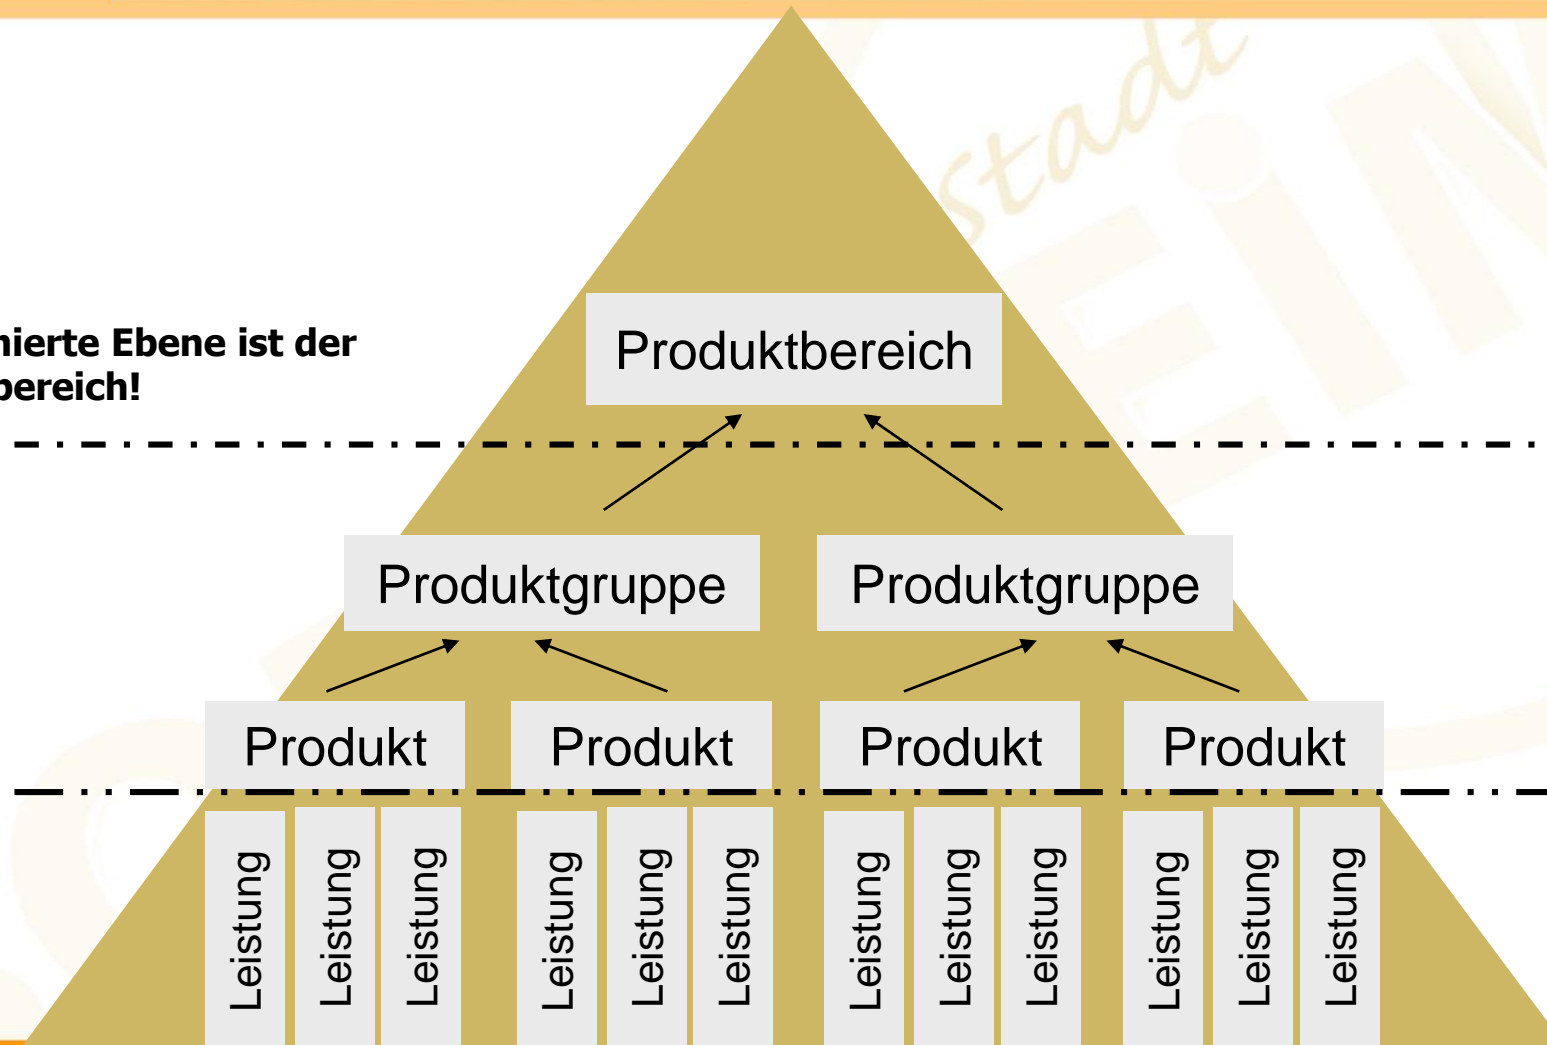 stadt
nierte Ebene ist der
bereich!
Produktbereich
Produktgruppe Produktgruppe
Produkt Produkt Produkt Produkt
Leistung Leistung Leistung Leistung Leistung Leistung Leistung Leistung Leistung Leistung Leistung Leistung